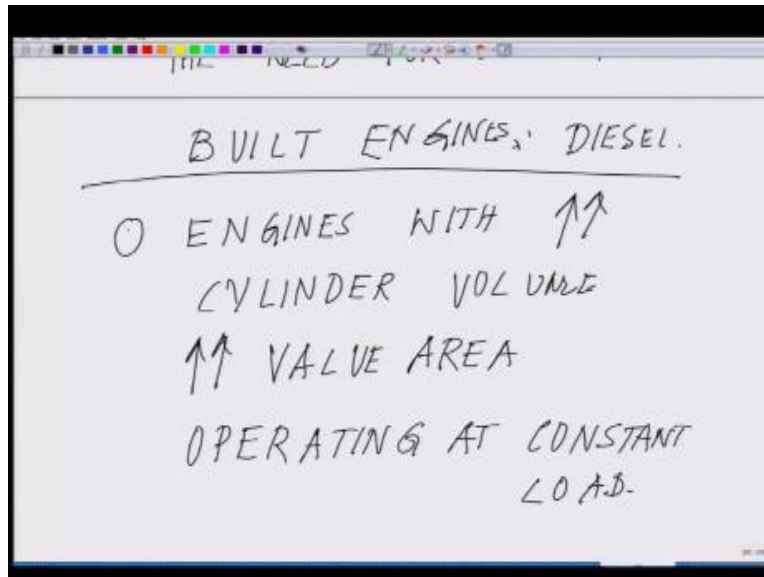 BUILT ENGINES, DIESEL.
O ENGINES WITH ↑↑
CYLINDER VOLUME
↑↑ VALUE AREA
OPERATING AT CONSTANT
LOAD.